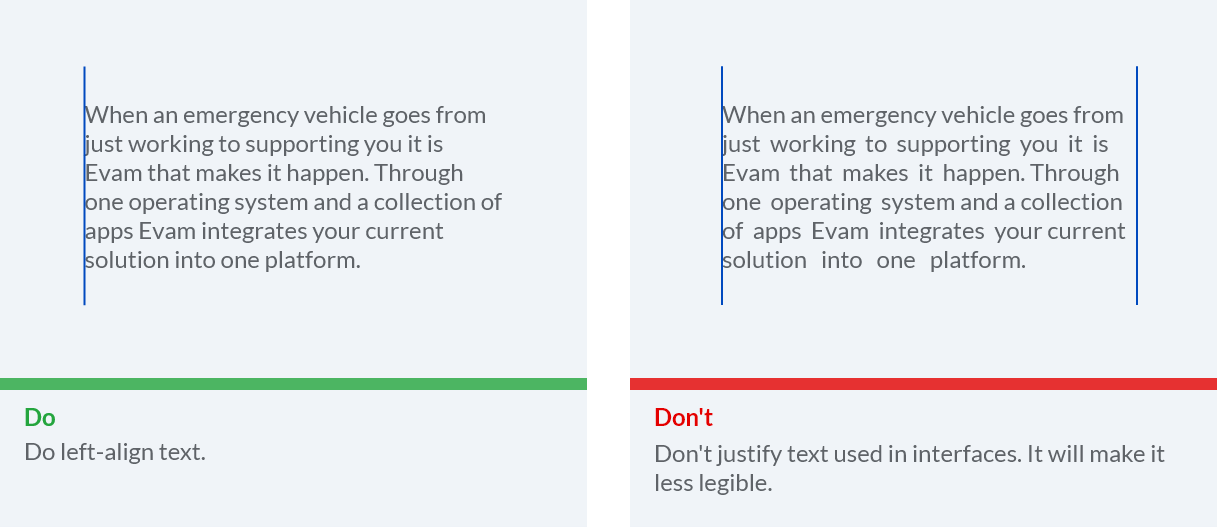 When an emergency vehicle goes from
just working to supporting you it is
Evam that makes it happen. Through
one operating system and a collection of
apps Evam integrates your current
solution into one platform.
Do
Do left-align text.
When an emergency vehicle goes from
just working to supporting you it is
Evam that makes it happen. Through
one operating system and a collection
of apps Evam integrates your current
solution into one platform.
Don't
Don't justify text used in interfaces. It will make it
less legible.